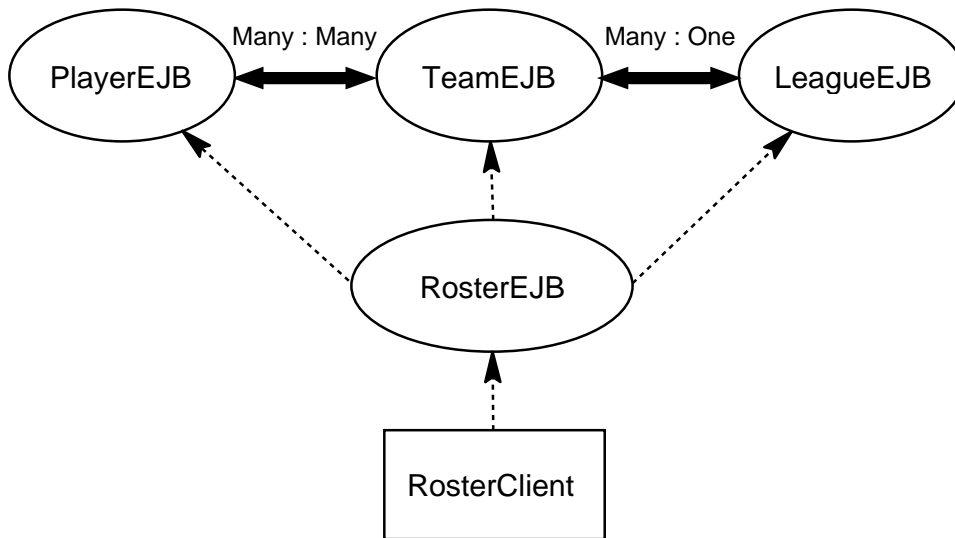 Many : Many
Many : One
PlayerEJB
TeamEJB
LeagueEJB
RosterEJB
RosterClient